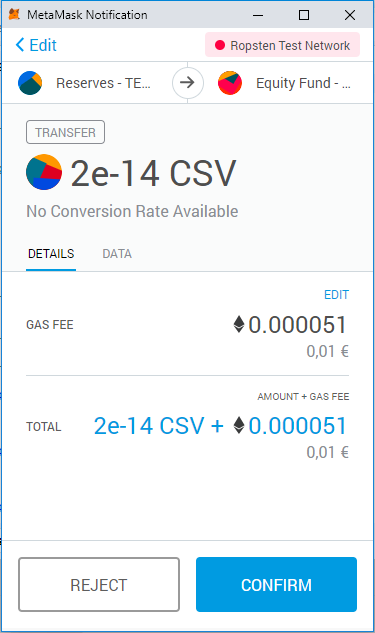 MetaMask Notification
Edit
Ropsten Test Network
Reserves - TE...
Equity Fund - ...
TRANSFER
2e-14 CSV
No Conversion Rate Available
DETAILS DATA
EDIT
GAS FEE 0.000051
0,01 €
AMOUNT + GAS FEE
TOTAL 2e-14 CSV + 0.000051
0,01 €
REJECT CONFIRM